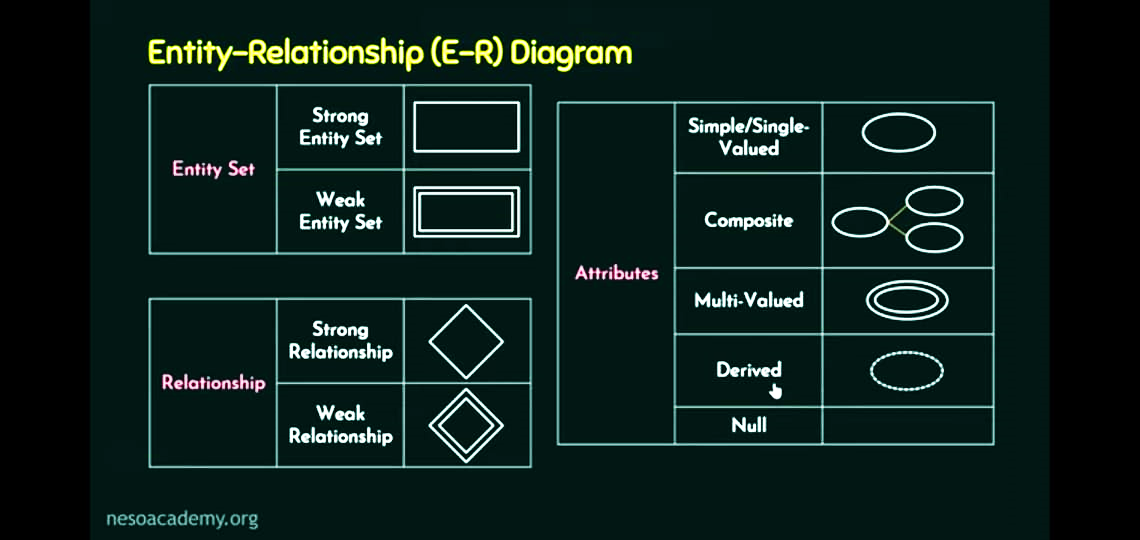 Entity-Relationship (E-R) Diagram
Entity Set
Strong
Entity Set
Weak
Entity Set
Relationship
Strong
Relationship
Weak
Relationship
Attributes
Simple/Single-
Valued
Composite
Multi-Valued
Derived
Null
nesoacademy.org